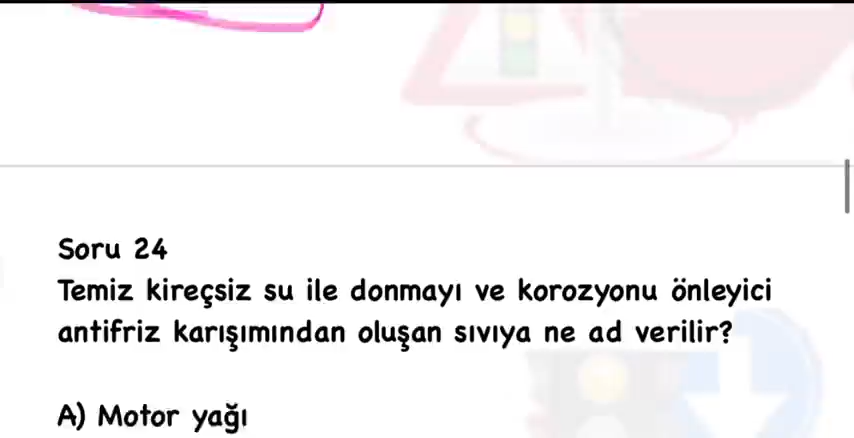 Soru 24
Temiz kireçsiz su ile donmayı ve korozyonu önleyici
antifriz karışımından oluşan sıvıya ne ad verilir?
A) Motor yağı